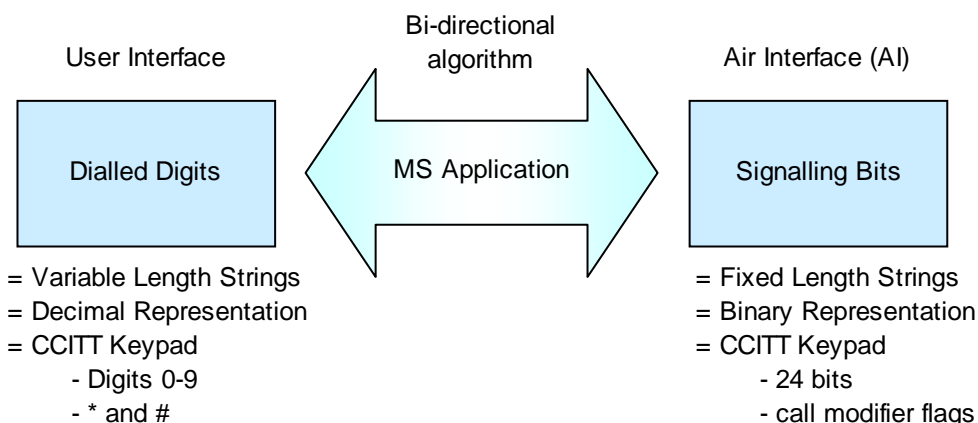 User Interface
Dialled Digits
= Variable Length Strings
= Decimal Representation
= CCITT Keypad
- Digits 0-9
- * and #
Bi-directional
algorithm
MS Application
Air Interface (AI)
Signalling Bits
= Fixed Length Strings
= Binary Representation
= CCITT Keypad
- 24 bits
- call modifier flags